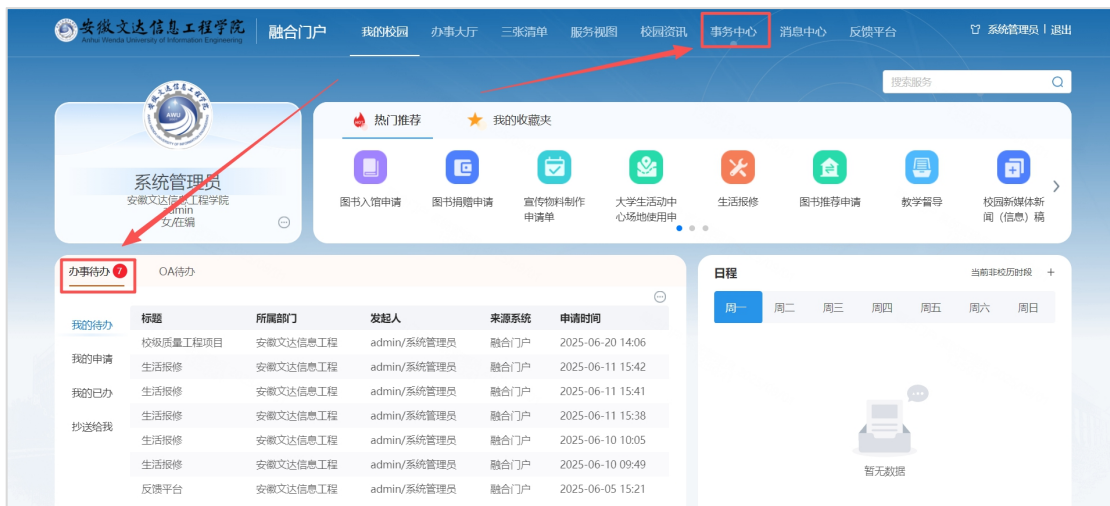 安徽文达信息工程学院
Anhui Wenda University of Information Engineering
融合门户 我的校园 办事大厅 三张清单 服务视图 校园资讯 事务中心 消息中心 反馈平台 系统管理员 | 退出
搜索服务
AWU
系统管理员
安徽文达信息工程学院
admin
女/在编
热门推荐 我的收藏夹
图书入馆申请 图书捐赠申请 宣传物料制作 大学生活动中 生活报修 图书推荐申请 教学督导 校园新媒体新
申请单 心场地使用申 闻（信息）稿
办事待办 7 OA待办
我的待办
我的申请
我的已办
抄送给我
标题 所属部门 发起人 来源系统 申请时间
校级质量工程项目 安徽文达信息工程 admin/系统管理员 融合门户 2025-06-20 14:06
生活报修 安徽文达信息工程 admin/系统管理员 融合门户 2025-06-11 15:42
生活报修 安徽文达信息工程 admin/系统管理员 融合门户 2025-06-11 15:41
生活报修 安徽文达信息工程 admin/系统管理员 融合门户 2025-06-11 15:38
生活报修 安徽文达信息工程 admin/系统管理员 融合门户 2025-06-10 10:05
生活报修 安徽文达信息工程 admin/系统管理员 融合门户 2025-06-10 09:49
反馈平台 安徽文达信息工程 admin/系统管理员 融合门户 2025-06-05 15:21
日程 当前非校历时段 +
周一 周二 周三 周四 周五 周六 周日
暂无数据